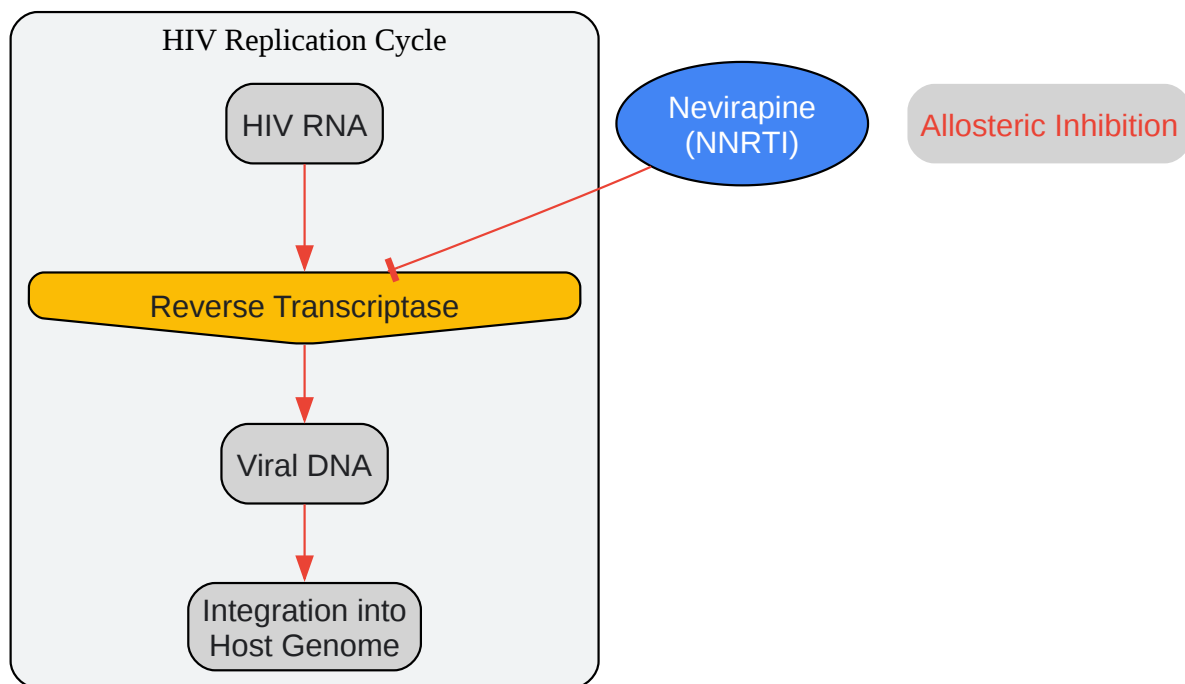 HIV Replication Cycle
HIV RNA
Nevirapine
(NNRTI)
Allosteric Inhibition
Reverse Transcriptase
Viral DNA
Integration into
Host Genome